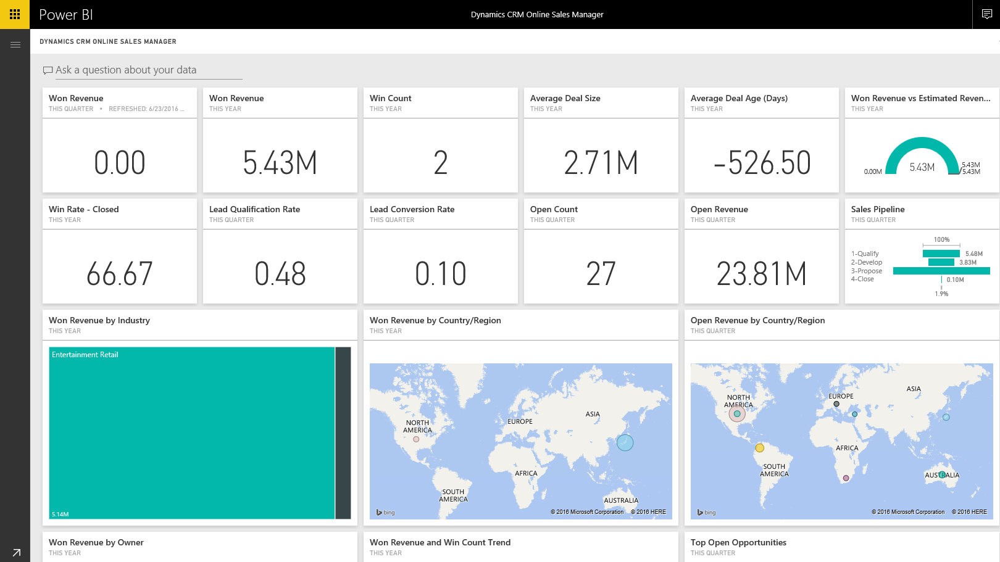 Power BI
Dynamics CRM Online Sales Manager
DYNAMICS CRM ONLINE SALES MANAGER
Ask a question about your data
Won Revenue
THIS QUARTER • REFRESHED: 6/23/2016 ...
0.00
Won Revenue
THIS YEAR
5.43M
Win Count
THIS YEAR
2
Average Deal Size
THIS YEAR
2.71M
Average Deal Age (Days)
THIS YEAR
-526.50
Won Revenue vs Estimated Reven...
THIS YEAR
0.00M
5.43M
5.43M
5.43M
Win Rate - Closed
THIS YEAR
66.67
Lead Qualification Rate
THIS QUARTER
0.48
Lead Conversion Rate
THIS QUARTER
0.10
Open Count
THIS QUARTER
27
Open Revenue
THIS QUARTER
23.81M
Sales Pipeline
THIS QUARTER
100%
1-Qualify 5.48M
2-Develop 3.83M
3-Propose
4-Close 0.10M
1.9%
Won Revenue by Industry
THIS YEAR
Entertainment Retail
5.14M
Won Revenue by Country/Region
THIS YEAR
NORTH
AMERICA
EUROPE
ASIA
AFRICA
SOUTH
AMERICA
AUSTRALIA
bing
© 2016 Microsoft Corporation © 2016 HERE
Open Revenue by Country/Region
THIS QUARTER
NORTH
AMERICA
EUROPE
ASIA
AFRICA
SOUTH
AMERICA
AUSTRALIA
bing
© 2016 Microsoft Corporation © 2016 HERE
Won Revenue by Owner
THIS YEAR
Won Revenue and Win Count Trend
THIS YEAR
Top Open Opportunities
THIS QUARTER